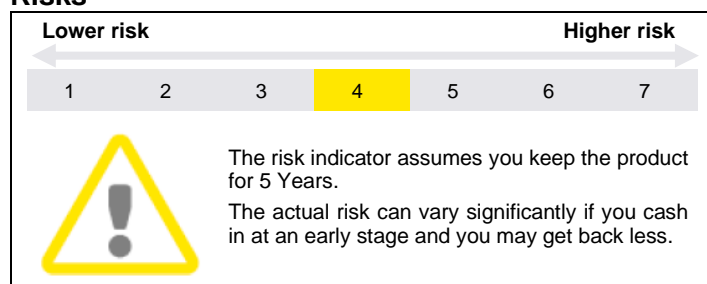 Risks
Lower risk Higher risk
1 2 3 4 5 6 7
The risk indicator assumes you keep the product
for 5 Years.
The actual risk can vary significantly if you cash
in at an early stage and you may get back less.